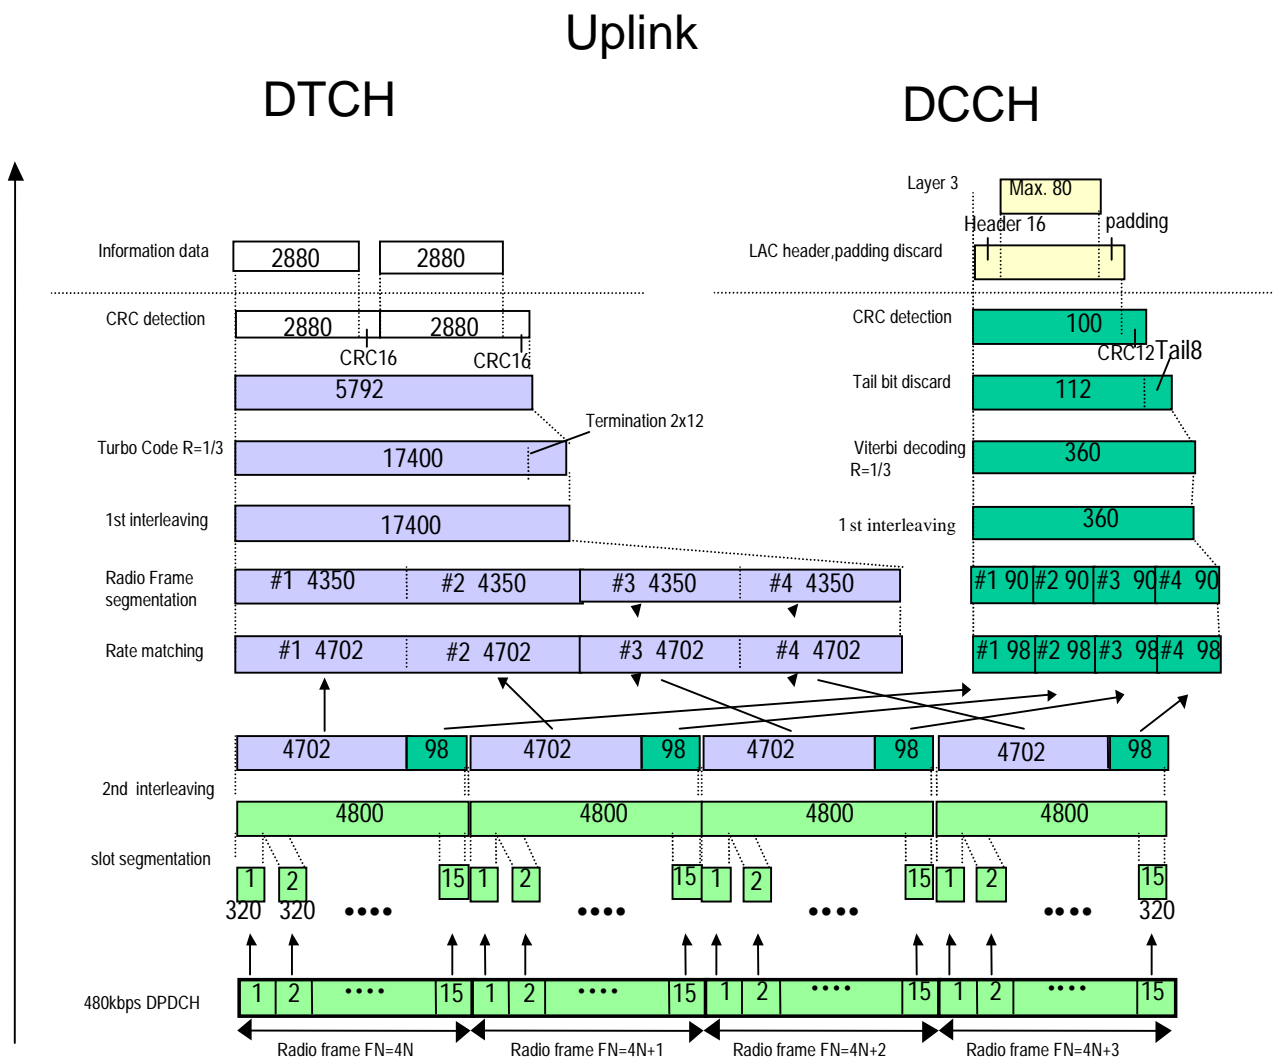 Uplink
DTCH
DCCH
Layer 3
Max. 80
Header 16
padding
Information data
2880
2880
LAC header,padding discard
CRC detection
2880
2880
CRC16
CRC16
CRC detection
100
CRC12
Tail8
5792
Tail bit discard
112
Termination 2x12
Turbo Code R=1/3
17400
Viterbi decoding
R=1/3
360
1st interleaving
17400
1st interleaving
360
Radio Frame
segmentation
#1 4350
#2 4350
#3 4350
#4 4350
#1 90
#2 90
#3 90
#4 90
Rate matching
#1 4702
#2 4702
#3 4702
#4 4702
#1 98
#2 98
#3 98
#4 98
4702
98
4702
98
4702
98
4702
98
2nd interleaving
4800
4800
4800
4800
slot segmentation
1
2
15
1
2
15
1
2
15
1
2
15
320
320
320
480kbps DPDCH
1
2
15
1
2
15
1
2
15
1
2
15
Radio frame FN=4N
Radio frame FN=4N+1
Radio frame FN=4N+2
Radio frame FN=4N+3